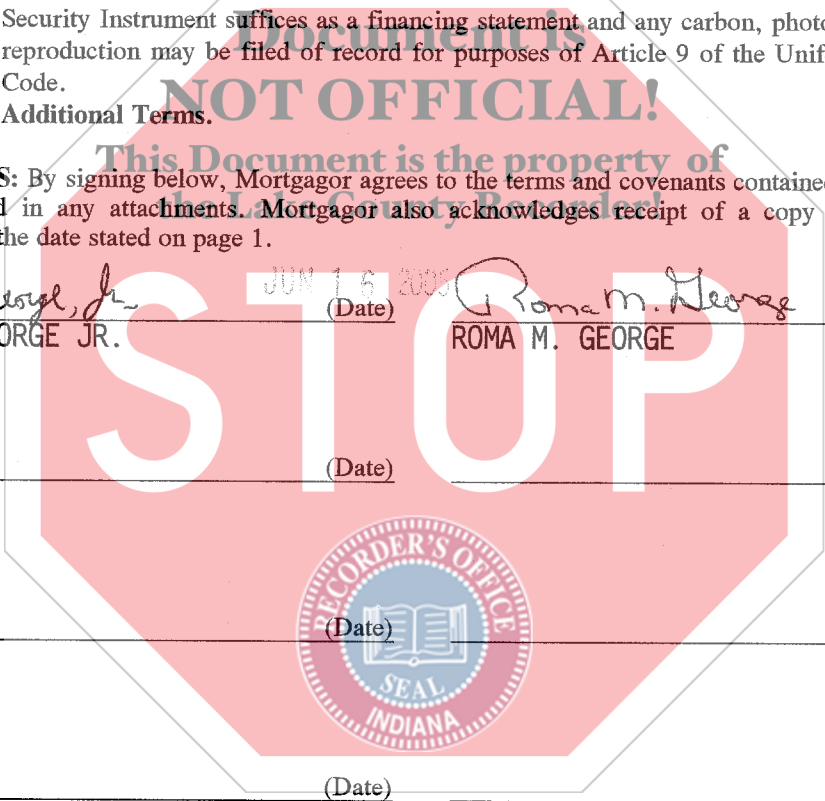 Security Instrument suffices as a financing statement and any carbon, photo
Document is
reproduction may be filed of record for purposes of Article 9 of the Unif
Code.
NOT OFFICIAL!
Additional Terms.
This Document is the property of
S: By signing below, Mortgagor agrees to the terms and covenants containe
the Lake County Recorder!
d in any attachments. Mortgagor also acknowledges receipt of a copy
the date stated on page 1.
eorge, Jr. JUN 16 (Date) Roma M. George
ORGE JR. ROMA M. GEORGE
STOP
(Date)
RECORDER'S OFFICE
(Date)
SEAL
INDIANA
(Date)